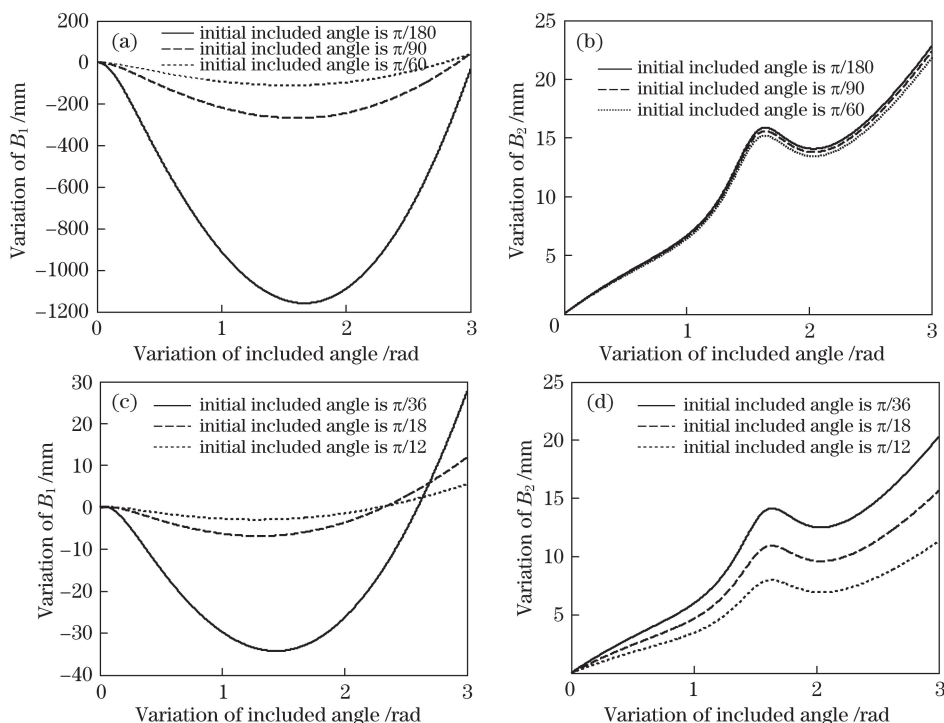 (a)
initial included angle is π/180
initial included angle is π/90
initial included angle is π/60
200
0
−200
−400
−600
−800
−1000
−1200
0
1
2
3
Variation of B₁ /mm
Variation of included angle /rad
(b)
initial included angle is π/180
initial included angle is π/90
initial included angle is π/60
25
20
15
10
5
0
1
2
3
Variation of B₂ /mm
Variation of included angle /rad
(c)
initial included angle is π/36
initial included angle is π/18
initial included angle is π/12
30
20
10
0
−10
−20
−30
−40
0
1
2
3
Variation of B₁ /mm
Variation of included angle /rad
(d)
initial included angle is π/36
initial included angle is π/18
initial included angle is π/12
25
20
15
10
5
0
1
2
3
Variation of B₂ /mm
Variation of included angle /rad